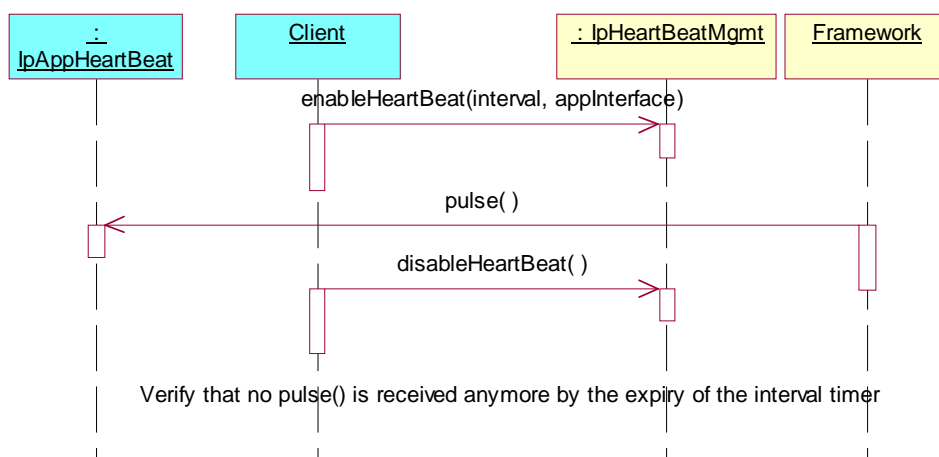 :
IpAppHeartBeat
Client
: IpHeartBeatMgmt
Framework
enableHeartBeat(interval, appInterface)
pulse( )
disableHeartBeat( )
Verify that no pulse() is received anymore by the expiry of the interval timer